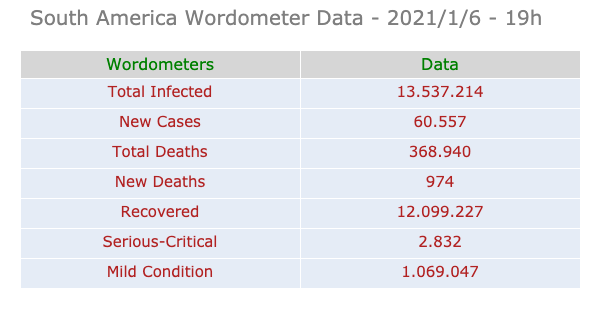 South America Wordometer Data - 2021/1/6 - 19h
Wordometers Data
Total Infected 13.537.214
New Cases 60.557
Total Deaths 368.940
New Deaths 974
Recovered 12.099.227
Serious-Critical 2.832
Mild Condition 1.069.047